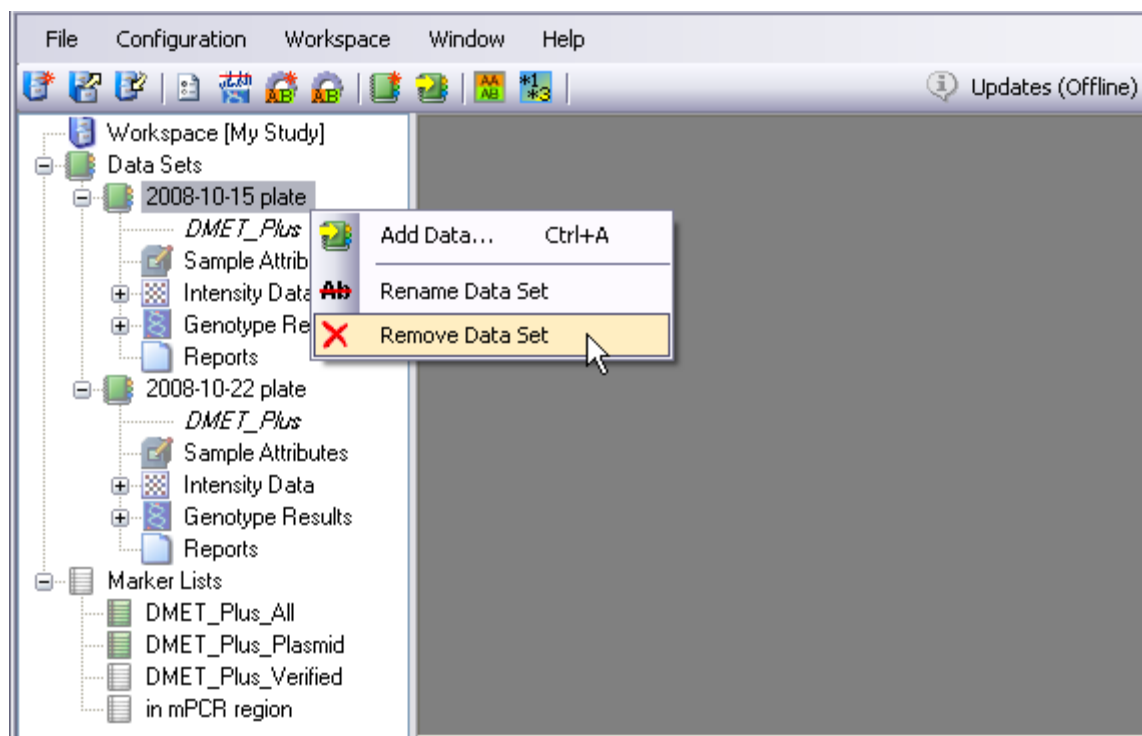 File Configuration Workspace Window Help
Updates (Offline)
Workspace [My Study]
Data Sets
2008-10-15 plate
DMET_Plus
Sample Attrib
Intensity Data
Genotype Re
Reports
Add Data... Ctrl+A
Rename Data Set
Remove Data Set
2008-10-22 plate
DMET_Plus
Sample Attributes
Intensity Data
Genotype Results
Reports
Marker Lists
DMET_Plus_All
DMET_Plus_Plasmid
DMET_Plus_Verified
in mPCR region